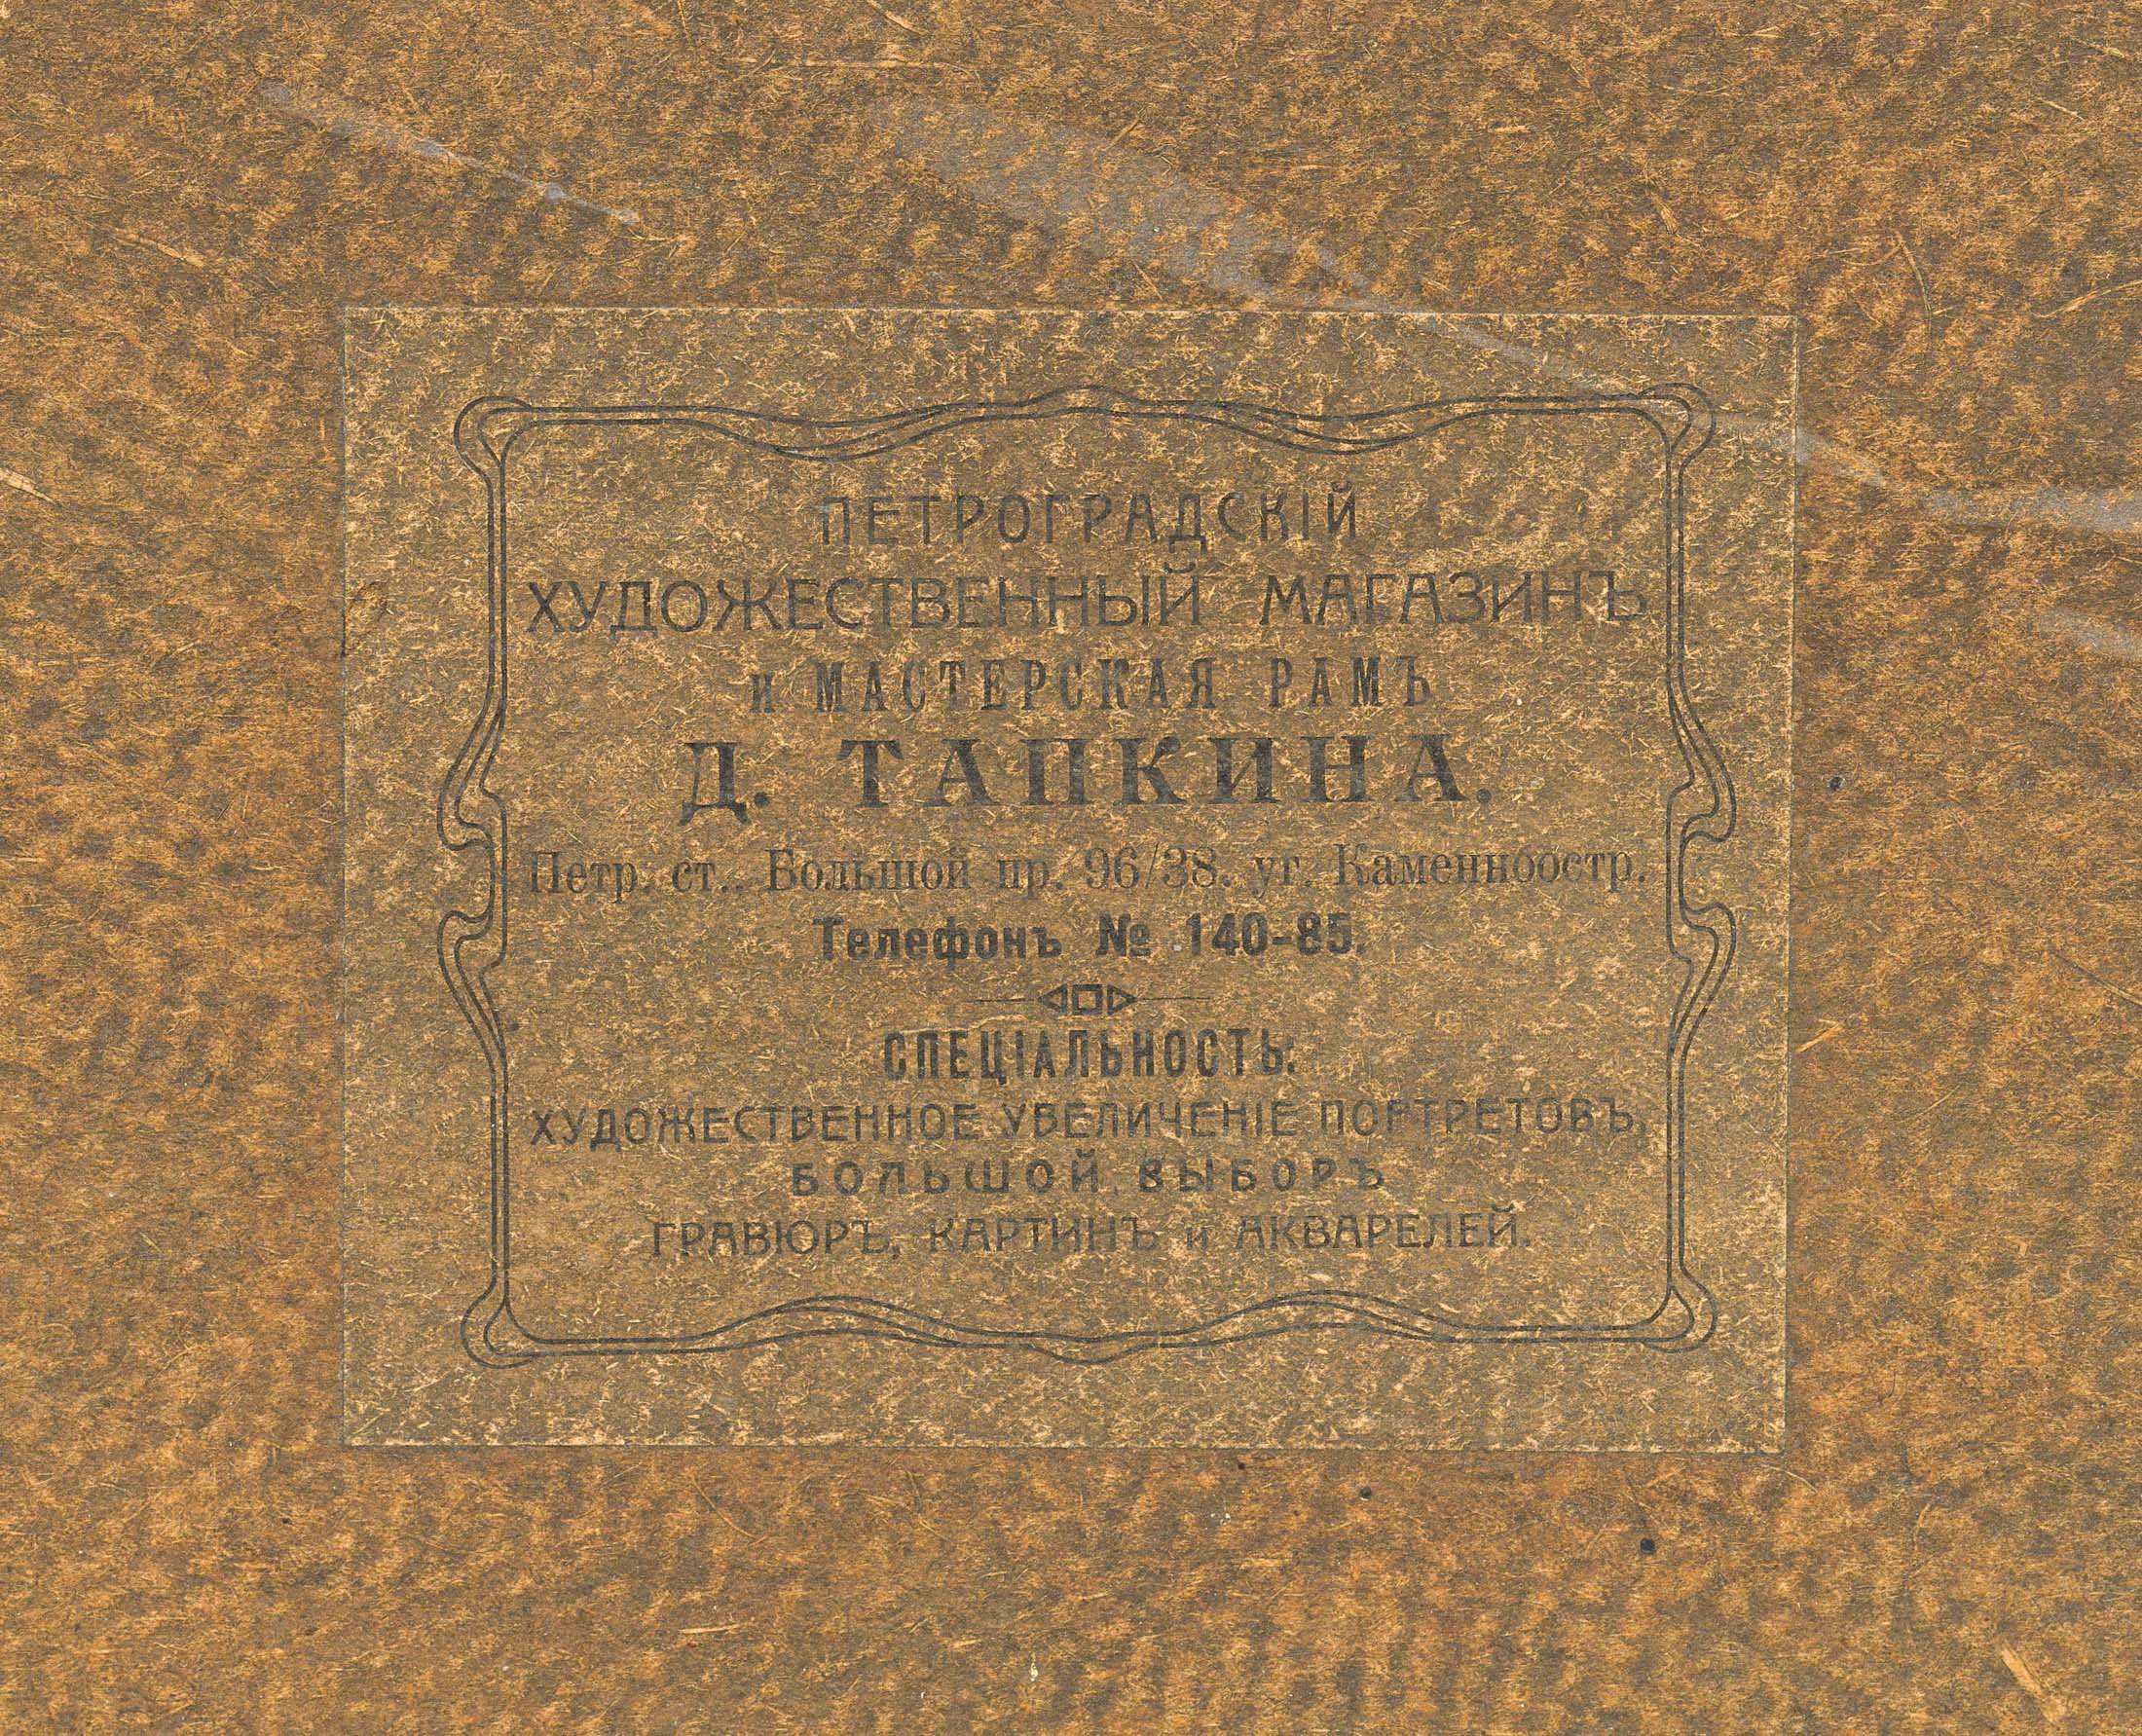 ПЕТРОГРАДСКІЙ
ХУДОЖЕСТВЕННЫЙ МАГАЗИНЪ
и МАСТЕРСКАЯ РАМЪ
Д. ТАПКИНА.
Петр. ст.. Большой пр. 96/38. уг. Каменноостр.
Телефонъ № 140-85.
СПЕЦІАЛЬНОСТЬ:
ХУДОЖЕСТВЕННОЕ УВЕЛИЧЕНІЕ ПОРТРЕТОВЪ,
БОЛЬШОЙ ВЫБОРЪ
ГРАВЮРЪ, КАРТИНЪ и АКВАРЕЛЕЙ.